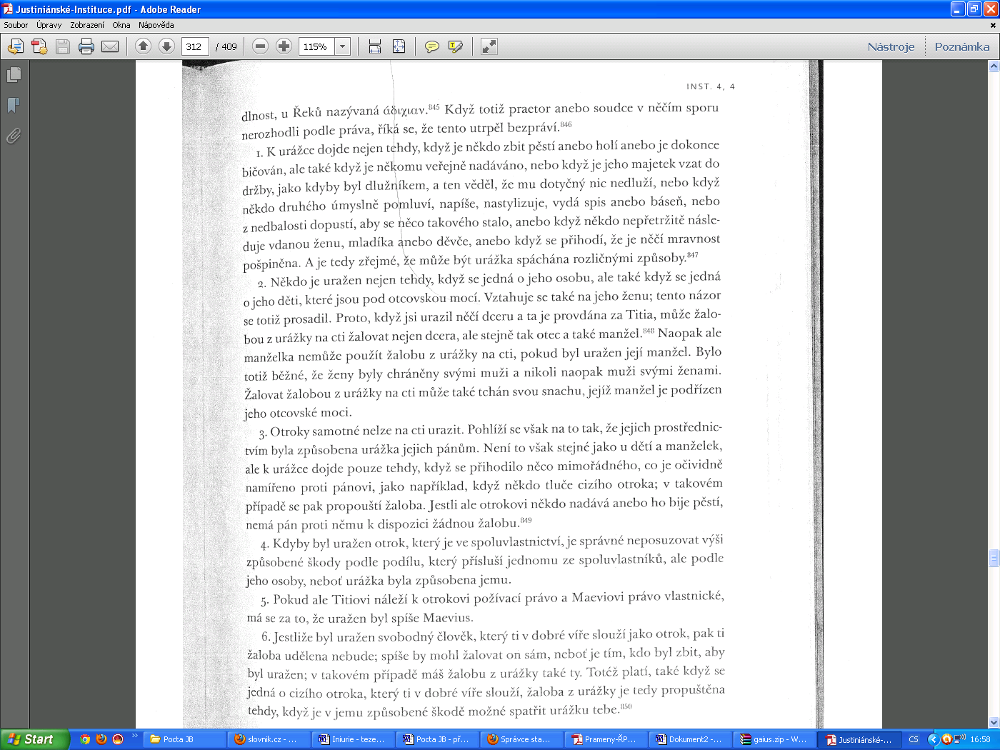 Justiniánské-Instituce.pdf - Adobe Reader
Soubor Úpravy Zobrazení Okna Nápověda
312 / 409 115% Nástroje Poznámka
INST. 4, 4
dlnost, u Řeků nazývaná άδιχιαν.845 Když totiž praetor anebo soudce v něčím sporu
nerozhodli podle práva, říká se, že tento utrpěl bezpráví.846
1. K urážce dojde nejen tehdy, když je někdo zbit pěstí anebo holí anebo je dokonce
bičován, ale také když je někomu veřejně nadáváno, nebo když je jeho majetek vzat do
držby, jako kdyby byl dlužníkem, a ten věděl, že mu dotyčný nic nedluží, nebo když
někdo druhého úmyslně pomluví, napíše, nastylizuje, vydá spis anebo báseň, nebo
z nedbalosti dopustí, aby se něco takového stalo, anebo když někdo nepřetržitě násle-
duje vdanou ženu, mladíka anebo děvče, anebo když se přihodí, že je něčí mravnost
pošpiněna. A je tedy zřejmé, že může být urážka spáchána rozličnými způsoby.847
2. Někdo je uražen nejen tehdy, když se jedná o jeho osobu, ale také když se jedná
o jeho děti, které jsou pod otcovskou mocí. Vztahuje se také na jeho ženu; tento názor
se totiž prosadil. Proto, když jsi urazil něčí dceru a ta je provdána za Titia, může žalo-
bou z urážky na cti žalovat nejen dcera, ale stejně tak otec a také manžel.848 Naopak ale
manželka nemůže použít žalobu z urážky na cti, pokud byl uražen její manžel. Bylo
totiž běžné, že ženy byly chráněny svými muži a nikoli naopak muži svými ženami.
Žalovat žalobou z urážky na cti může také tchán svou snachu, jejíž manžel je podřízen
jeho otcovské moci.
3. Otroky samotné nelze na cti urazit. Pohlíží se však na to tak, že jejich prostřednic-
tvím byla způsobena urážka jejich pánům. Není to však stejné jako u dětí a manželek,
ale k urážce dojde pouze tehdy, když se přihodilo něco mimořádného, co je očividně
namířeno proti pánovi, jako například, když někdo tluče cizího otroka; v takovém
případě se pak propouští žaloba. Jestli ale otrokovi někdo nadává anebo ho bije pěstí,
nemá pán proti němu k dispozici žádnou žalobu.849
4. Kdyby byl uražen otrok, který je ve spoluvlastnictví, je správné neposuzovat výši
způsobené škody podle podílu, který přísluší jednomu ze spoluvlastníků, ale podle
jeho osoby, neboť urážka byla způsobena jemu.
5. Pokud ale Titiovi náleží k otrokovi požívací právo a Maeviovi právo vlastnické,
má se za to, že uražen byl spíše Maevius.
6. Jestliže byl uražen svobodný člověk, který ti v dobré víře slouží jako otrok, pak ti
žaloba udělena nebude; spíše by mohl žalovat on sám, neboť je tím, kdo byl zbit, aby
byl uražen; v takovém případě máš žalobu z urážky také ty. Totéž platí, také když se
jedná o cizího otroka, který ti v dobré víře slouží, žaloba z urážky je tedy propuštěna
tehdy, když je v jemu způsobené škodě možné spatřit urážku tebe.850
Start Pocta JB slovnik.cz - ... Iniurie - teze... Pocta JB - př... Správce sta... Prameny-ŘP... Dokument2 - ... gaius.zip - W... Justiniánské-... CS 16:58